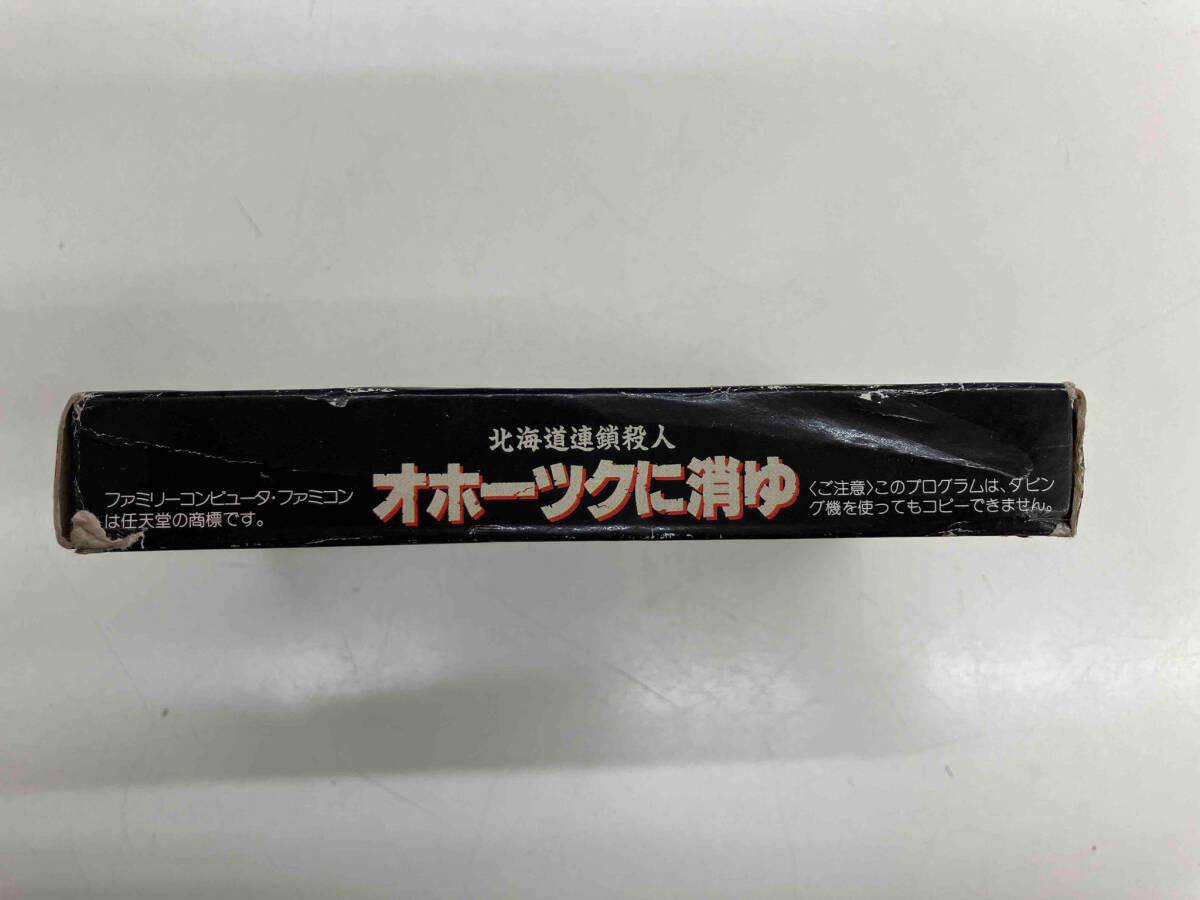 北海道連鎖殺人
オホーツクに消ゆ
ファミリーコンピュータ・ファミコン
は任天堂の商標です。
〈ご注意〉このプログラムは、ダビン
グ機を使ってもコピーできません。